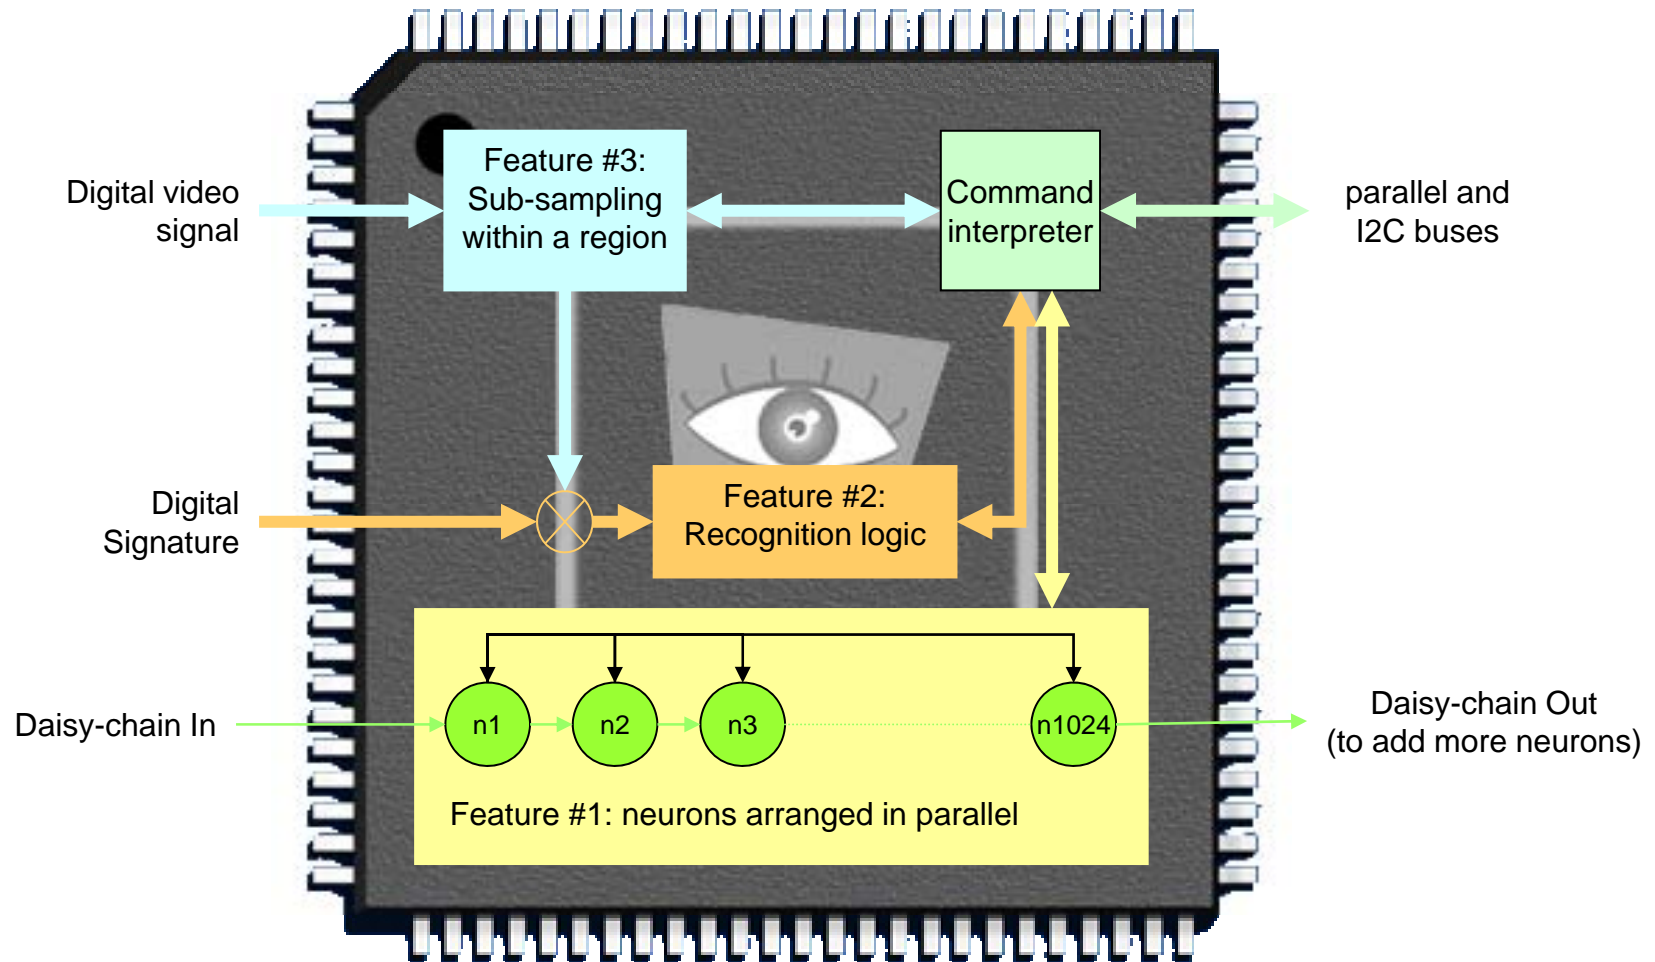 Digital video
signal
Feature #3:
Sub-sampling
within a region
Command
interpreter
parallel and
I2C buses
Digital
Signature
Feature #2:
Recognition logic
Daisy-chain In
n1
n2
n3
n1024
Daisy-chain Out
(to add more neurons)
Feature #1: neurons arranged in parallel